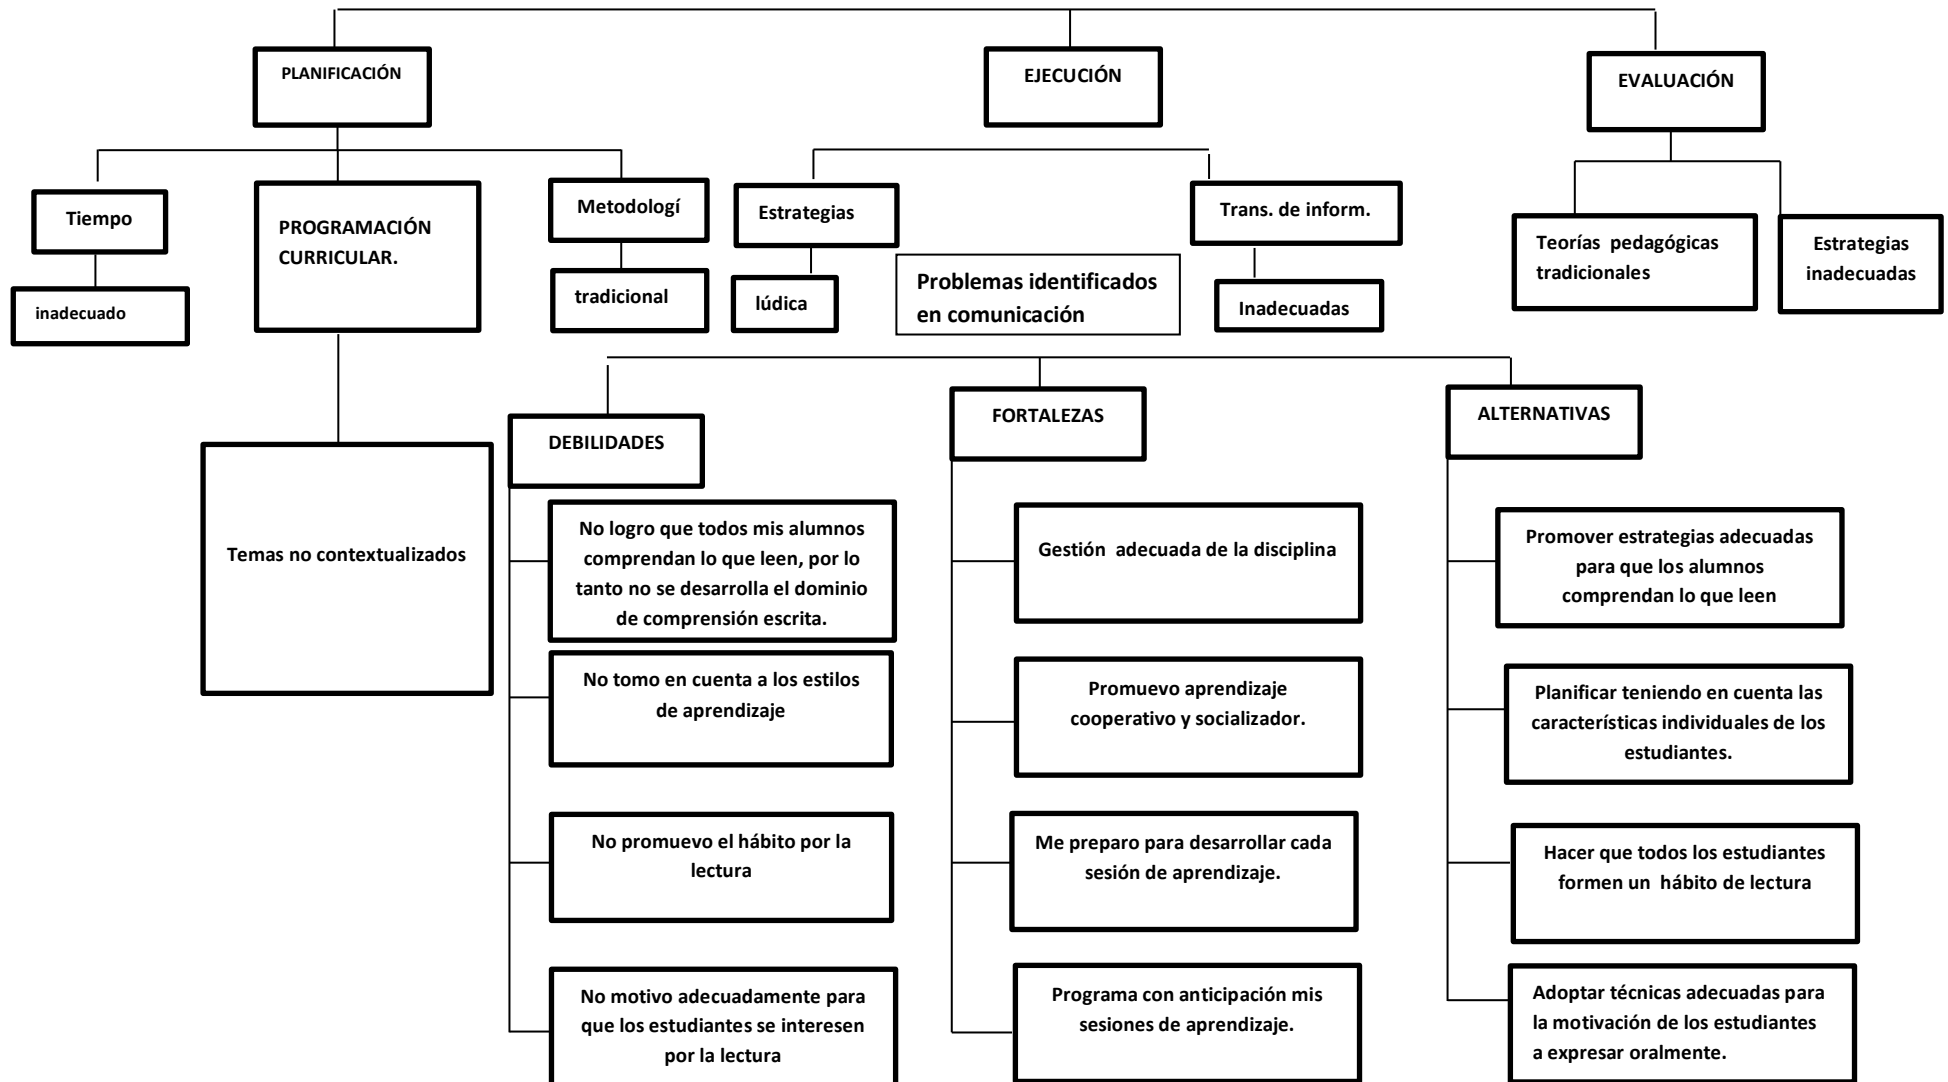 PLANIFICACIÓN
EJECUCIÓN
EVALUACIÓN
Tiempo
inadecuado
PROGRAMACIÓN
CURRICULAR.
Metodologí
tradicional
Estrategias
lúdica
Trans. de inform.
Inadecuadas
Teorías pedagógicas
tradicionales
Estrategias
inadecuadas
Temas no contextualizados
Problemas identificados
en comunicación
DEBILIDADES
No logro que todos mis alumnos
comprendan lo que leen, por lo
tanto no se desarrolla el dominio
de comprensión escrita.
No tomo en cuenta a los estilos
de aprendizaje
No promuevo el hábito por la
lectura
No motivo adecuadamente para
que los estudiantes se interesen
por la lectura
FORTALEZAS
Gestión adecuada de la disciplina
Promuevo aprendizaje
cooperativo y socializador.
Me preparo para desarrollar cada
sesión de aprendizaje.
Programa con anticipación mis
sesiones de aprendizaje.
ALTERNATIVAS
Promover estrategias adecuadas
para que los alumnos
comprendan lo que leen
Planificar teniendo en cuenta las
características individuales de los
estudiantes.
Hacer que todos los estudiantes
formen un hábito de lectura
Adoptar técnicas adecuadas para
la motivación de los estudiantes
a expresar oralmente.